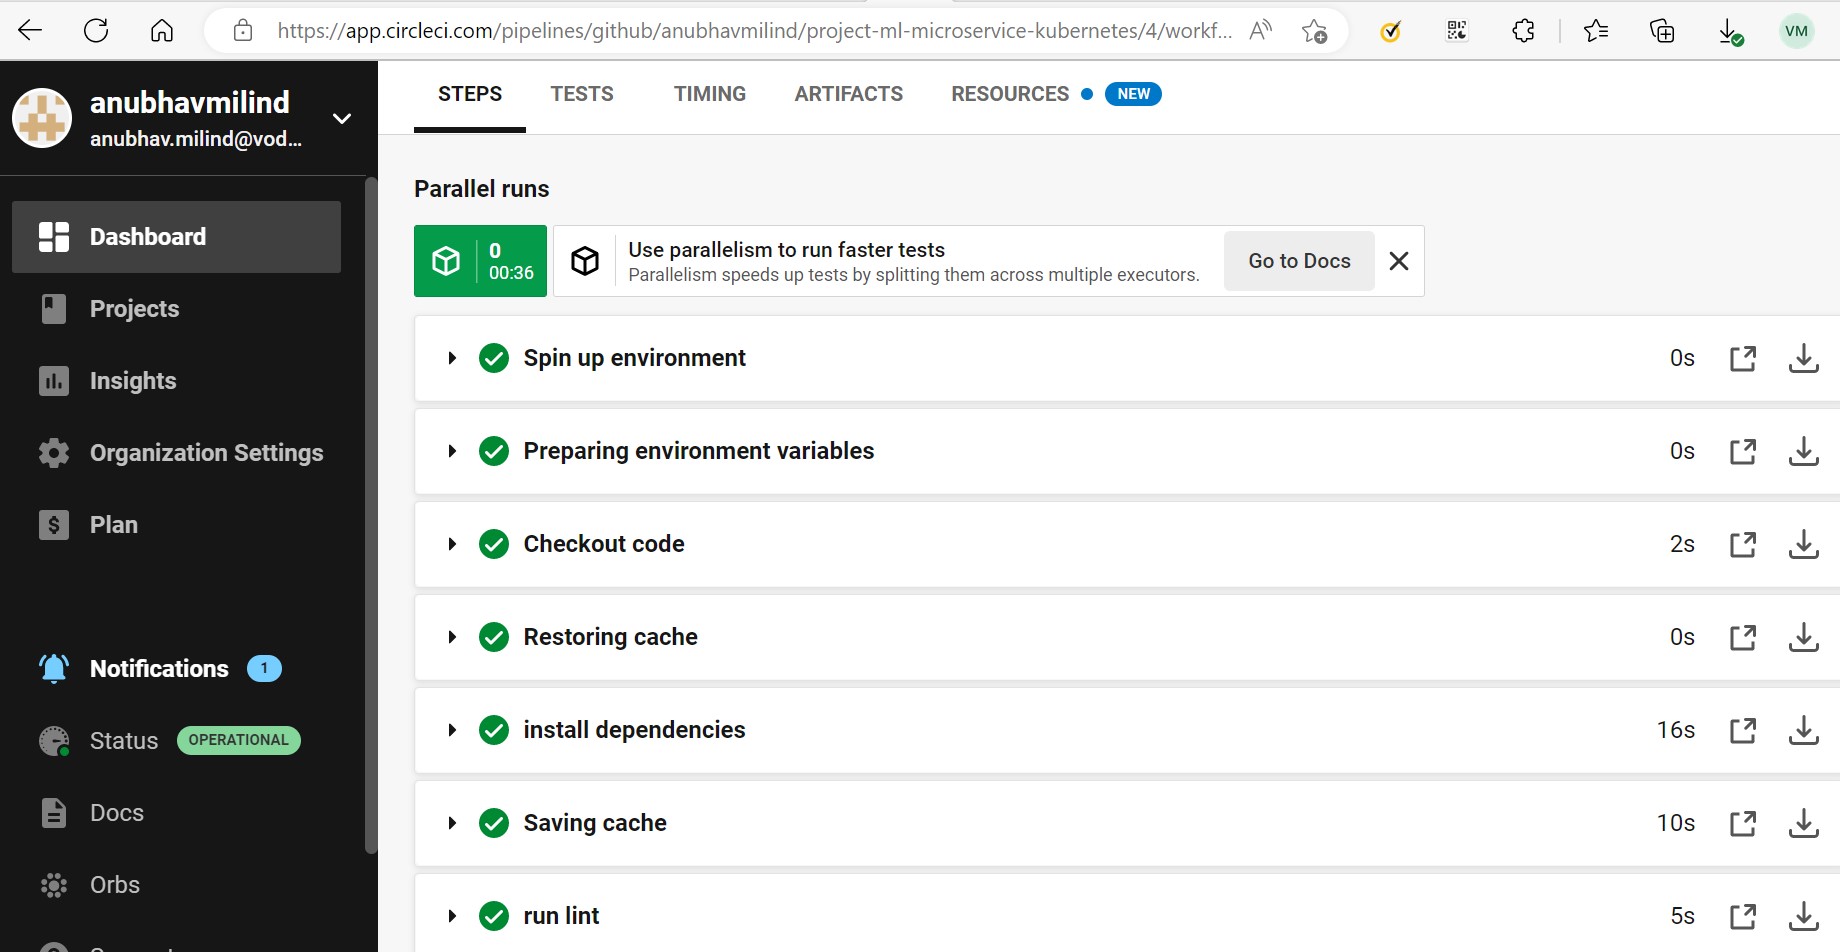 https://app.circleci.com/pipelines/github/anubhavmilind/project-ml-microservice-kubernetes/4/workf...
VM
anubhavmilind
anubhav.milind@vod...
Dashboard
Projects
Insights
Organization Settings
Plan
Notifications 1
Status OPERATIONAL
Docs
Orbs
STEPS TESTS TIMING ARTIFACTS RESOURCES NEW
Parallel runs
0
00:36
Use parallelism to run faster tests
Parallelism speeds up tests by splitting them across multiple executors.
Go to Docs
Spin up environment 0s
Preparing environment variables 0s
Checkout code 2s
Restoring cache 0s
install dependencies 16s
Saving cache 10s
run lint 5s